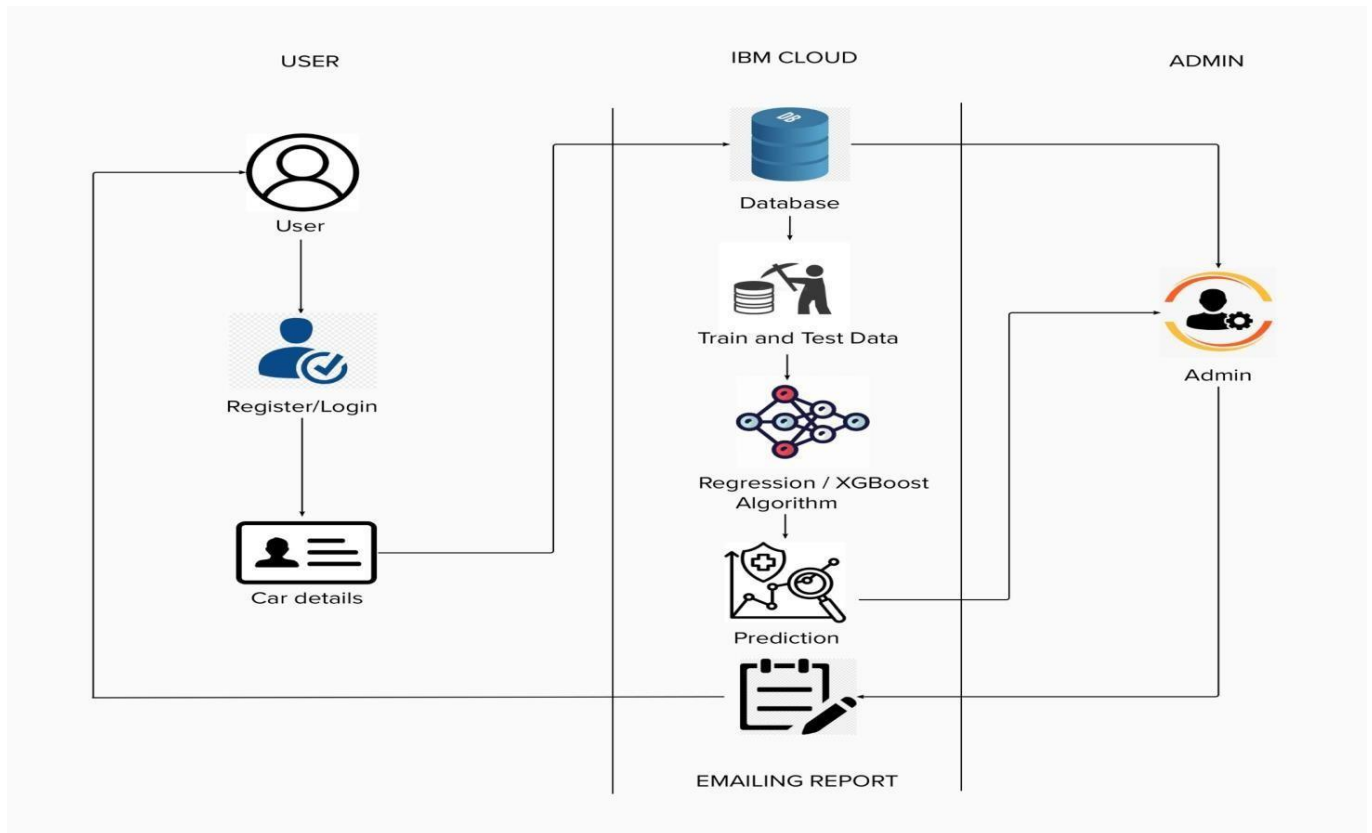 USER
IBM CLOUD
ADMIN
DB
User
Database
Train and Test Data
Register/Login
Admin
Regression / XGBoost
Algorithm
Car details
Prediction
EMAILING REPORT